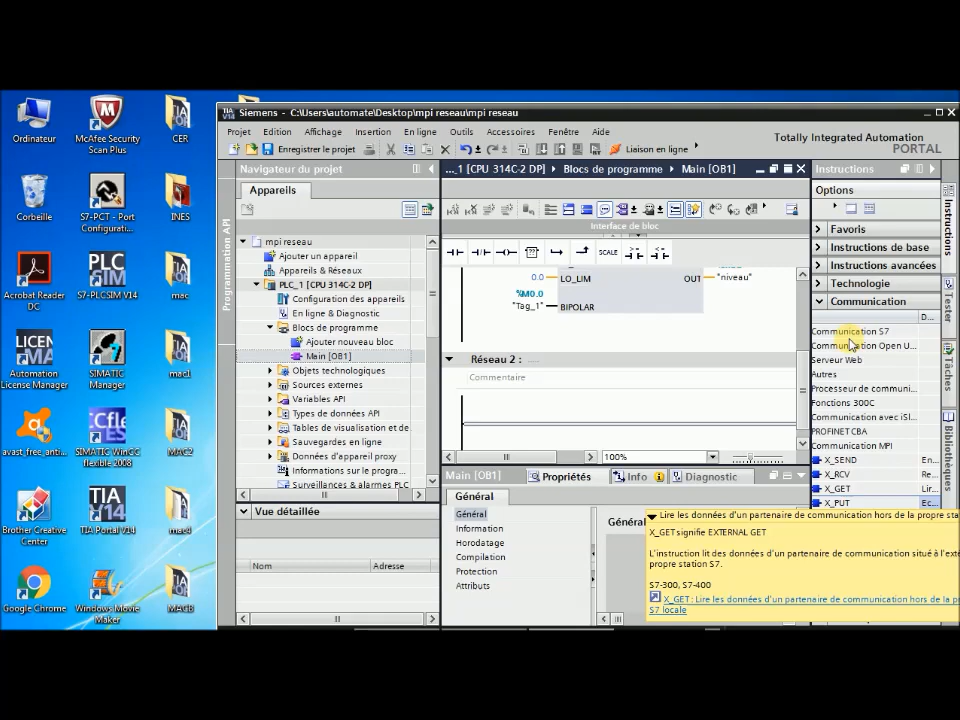 Ordinateur
McAfee Security
Scan Plus
CER
Corbeille
S7-PCT - Port
Configurati...
INES
Acrobat Reader
DC
S7-PLCSIM V14
mac
Automation
License Manager
SIMATIC
Manager
mac1
avast_free_anti...
SIMATIC WinCC
flexible 2008
MAC2
Brother Creative
Center
TIA Portal V14
mac4
Google Chrome
Windows Movie
Maker
MAC8
Siemens - C:\Users\automate\Desktop\mpi reseau\mpi reseau
Projet Edition Affichage Insertion En ligne Outils Accessoires Fenêtre Aide
Totally Integrated Automation
PORTAL
Enregistrer le projet
Liaison en ligne
Navigateur du projet
Appareils
Programmation API
mpi reseau
Ajouter un appareil
Appareils & Réseaux
PLC_1 [CPU 314C-2 DP]
Configuration des appareils
En ligne & Diagnostic
Blocs de programme
Ajouter nouveau bloc
Main [OB1]
Objets technologiques
Sources externes
Variables API
Types de données API
Tables de visualisation et de
Sauvegardes en ligne
Données d'appareil proxy
Informations sur le progra...
Surveillances & alarmes PLC
Vue détaillée
Nom Adresse
..._1 [CPU 314C-2 DP] Blocs de programme Main [OB1]
Interface de bloc
SCALE
0.0 LO_LIM OUT "niveau"
%M0.0
"Tag_1" BIPOLAR
Réseau 2 : .....
Commentaire
100%
Main [OB1] Propriétés Info Diagnostic
Général
Général
Information
Horodatage
Compilation
Protection
Attributs
Général
Instructions
Options
Favoris
Instructions de base
Instructions avancées
Technologie
Communication
D...
Communication S7
Communication Open U...
Serveur Web
Autres
Processeur de communi...
Fonctions 300C
Communication avec iSl...
PROFINET CBA
Communication MPI
X_SEND En...
X_RCV Re...
X_GET Lir...
X_PUT Ec...
Instructions
Tester
Tâches
Bibliothèques
Lire les données d'un partenaire de communication hors de la propre sta
X_GET signifie EXTERNAL GET
L'instruction lit des données d'un partenaire de communication situé à l'exté
propre station S7.
S7-300, S7-400
X_GET : Lire les données d'un partenaire de communication hors de la p
S7 locale